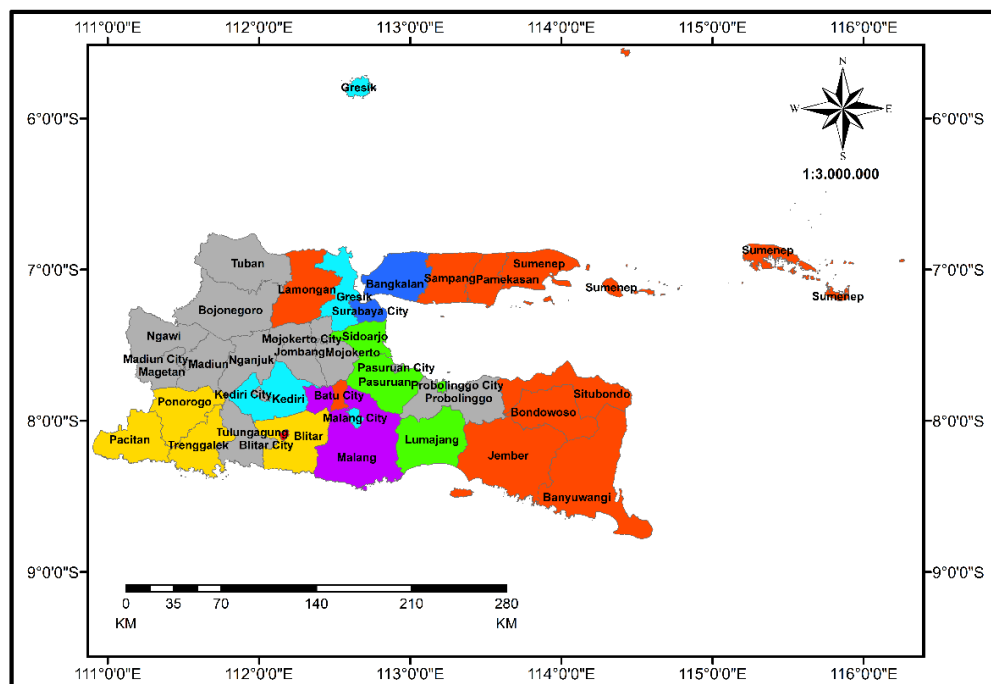 111°0'0"E 112°0'0"E 113°0'0"E 114°0'0"E 115°0'0"E 116°0'0"E
N
W E
S
1:3.000.000
Gresik
6°0'0"S 6°0'0"S
Sumenep
Sumenep
Tuban
7°0'0"S 7°0'0"S
Bangkalan
Sampang
Pamekasan
Sumenep
Sumenep
Lamongan
Gresik
Bojonegoro
Surabaya City
Ngawi
Mojokerto City
Sidoarjo
Madiun City
Madiun
Nganjuk
Jombang
Mojokerto
Magetan
Pasuruan City
Pasuruan
Probolinggo City
Probolinggo
Situbondo
Ponorogo
Kediri City
Kediri
Batu City
Bondowoso
8°0'0"S 8°0'0"S
Malang City
Pacitan
Trenggalek
Tulungagung
Blitar City
Blitar
Lumajang
Malang
Jember
Banyuwangi
9°0'0"S 9°0'0"S
0 35 70 140 210 280
KM KM
111°0'0"E 112°0'0"E 113°0'0"E 114°0'0"E 115°0'0"E 116°0'0"E